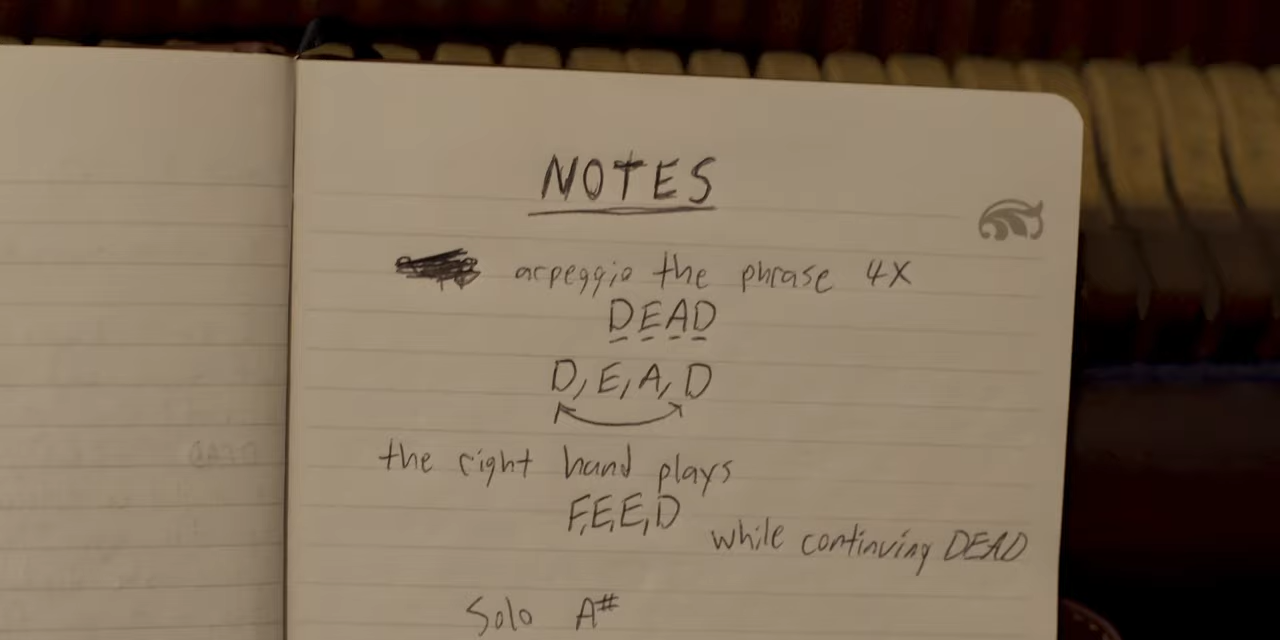 NOTES
arpeggio the phrase 4X
DEAD
D, E, A, D
the right hand plays
F, E, E, D
while continuing DEAD
Solo A#